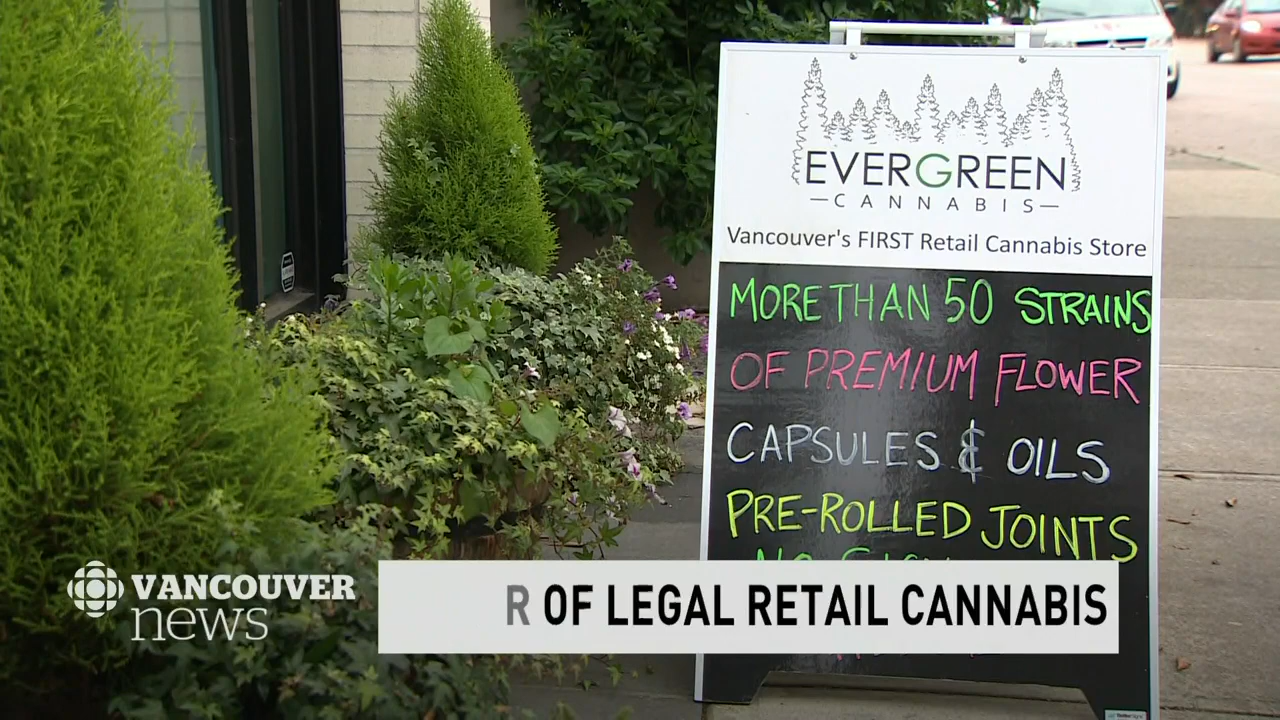 EVERGREEN
CANNABIS
Vancouver's FIRST Retail Cannabis Store
MORE THAN 50 STRAINS
OF PREMIUM FLOWER
CAPSULES & OILS
PRE-ROLLED JOINTS
VANCOUVER
news
R OF LEGAL RETAIL CANNABIS